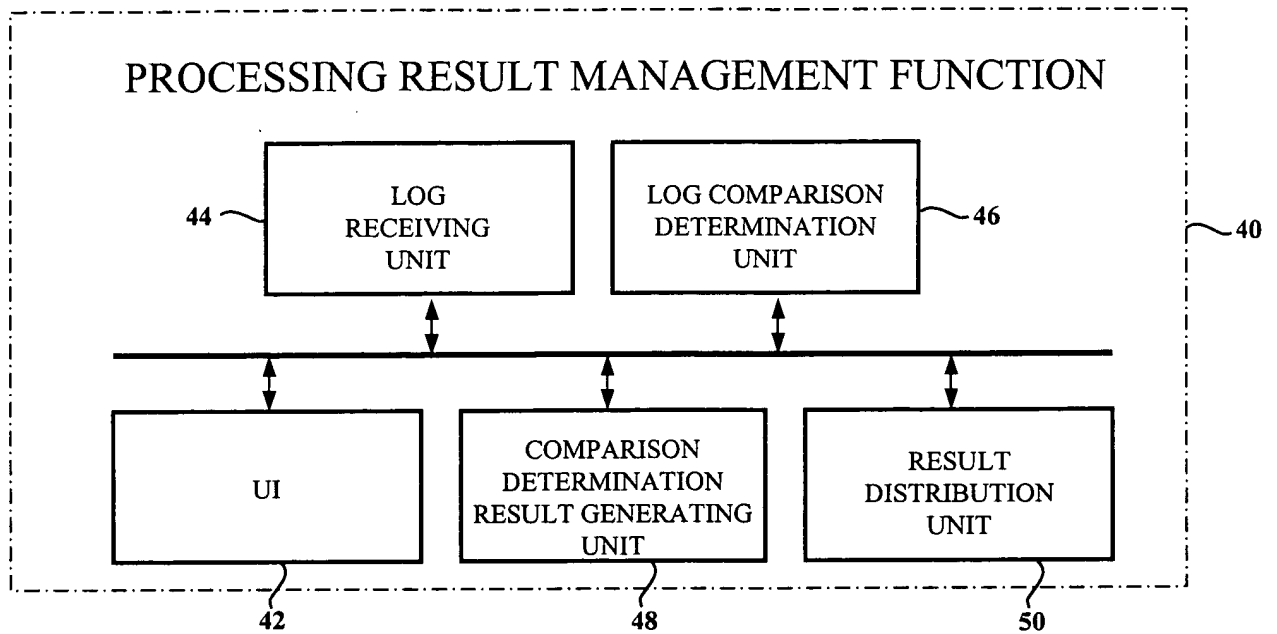 PROCESSING RESULT MANAGEMENT FUNCTION
44
LOG
RECEIVING
UNIT
LOG COMPARISON
DETERMINATION
UNIT
46
40
UI
COMPARISON
DETERMINATION
RESULT GENERATING
UNIT
RESULT
DISTRIBUTION
UNIT
42
48
50